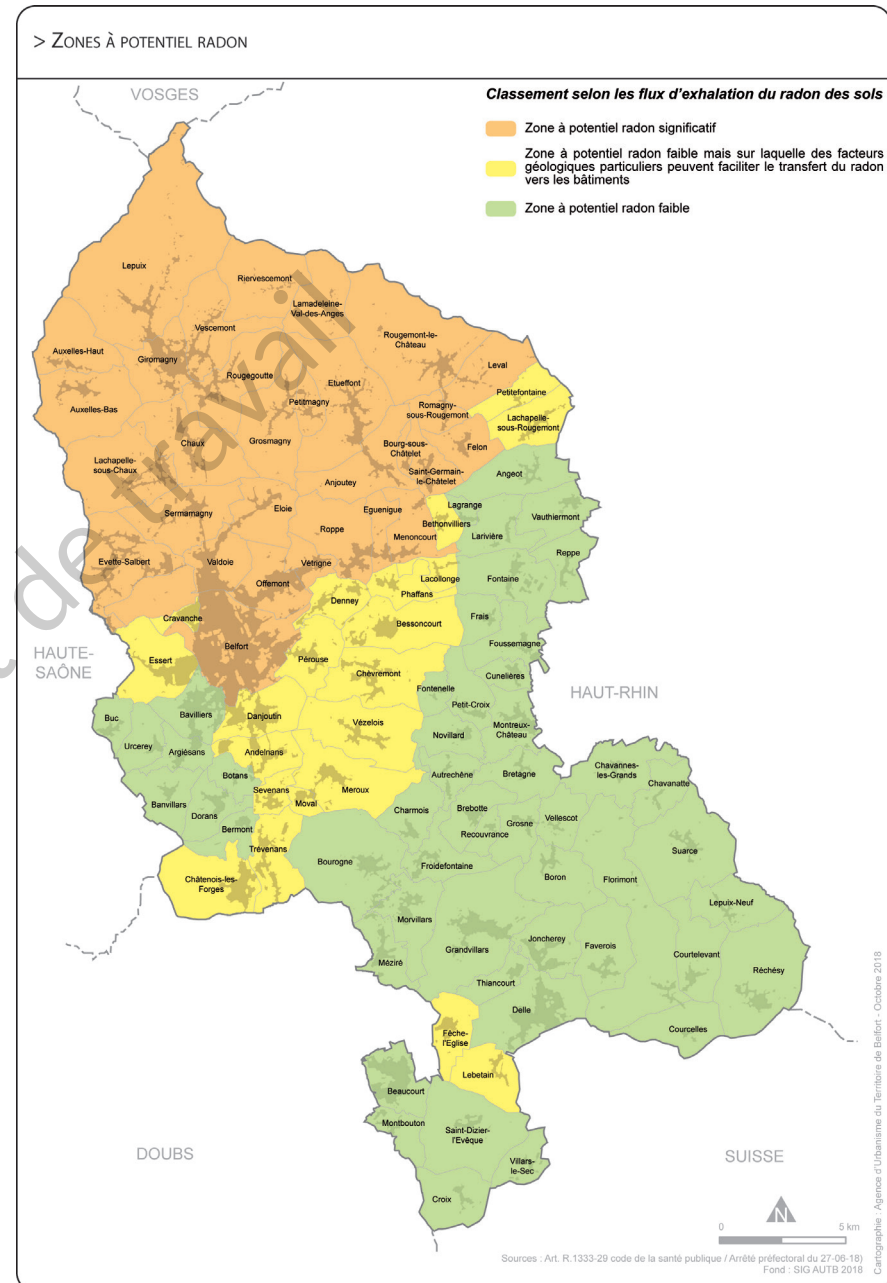 > Zones à potentiel radon
Classement selon les flux d'exhalation du radon des sols
Zone à potentiel radon significatif
Zone à potentiel radon faible mais sur laquelle des facteurs
géologiques particuliers peuvent faciliter le transfert du radon
vers les bâtiments
Zone à potentiel radon faible
VOSGES
Lepuix
Riervescemont
Lamadeleine-
Val-des-Anges
Vescemont
Rougemont-le-
Château
Auxelles-Haut
Giromagny
Leval
Rougegoutte
Etueffont
Petitefontaine
Petitmagny
Auxelles-Bas
Romagny-
sous-Rougemont
Lachapelle-
sous-Rougemont
Chaux
Grosmagny
Bourg-sous-
Châtelet
Felon
Lachapelle-
sous-Chaux
Saint-Germain-
le-Châtelet
Angeot
Anjoutey
Sermamagny
Eloie
Eguenigue
Lagrange
Vauthiermont
Roppe
Bethonvilliers
Menoncourt
Larivière
Reppe
Evette-Salbert
Valdoie
Vétrigne
Offemont
Lacollonge
Fontaine
Denney
Phaffans
Cravanche
Bessoncourt
Frais
Foussemagne
Belfort
HAUTE-
SAÔNE
Essert
Pérouse
Chèvremont
Cunelières
Fontenelle
HAUT-RHIN
Petit-Croix
Buc
Bavilliers
Danjoutin
Vézelois
Montreux-
Château
Urcerey
Argiésans
Andelnans
Novillard
Botans
Autrechêne
Bretagne
Chavannes-
les-Grands
Chavanatte
Sevenans
Meroux
Banvillars
Moval
Dorans
Charmois
Brebotte
Bermont
Grosne
Vellescot
Recouvrance
Trévenans
Suarce
Bourogne
Froidefontaine
Châtenois-les-
Forges
Boron
Florimont
Lepuix-Neuf
Morvillars
Joncherey
Faverois
Grandvillars
Courtelevant
Méziré
Réchésy
Thiancourt
Delle
Courcelles
Fêche-
l'Eglise
Lebetain
Beaucourt
Montbouton
Saint-Dizier-
l'Evêque
DOUBS
SUISSE
Villars-
le-Sec
Croix
N
0 5 km
Sources : Art. R.1333-29 code de la santé publique / Arrêté préfectoral du 27-06-18)
Fond : SIG AUTB 2018
Cartographie : Agence d'Urbanisme du Territoire de Belfort - Octobre 2018
de travail